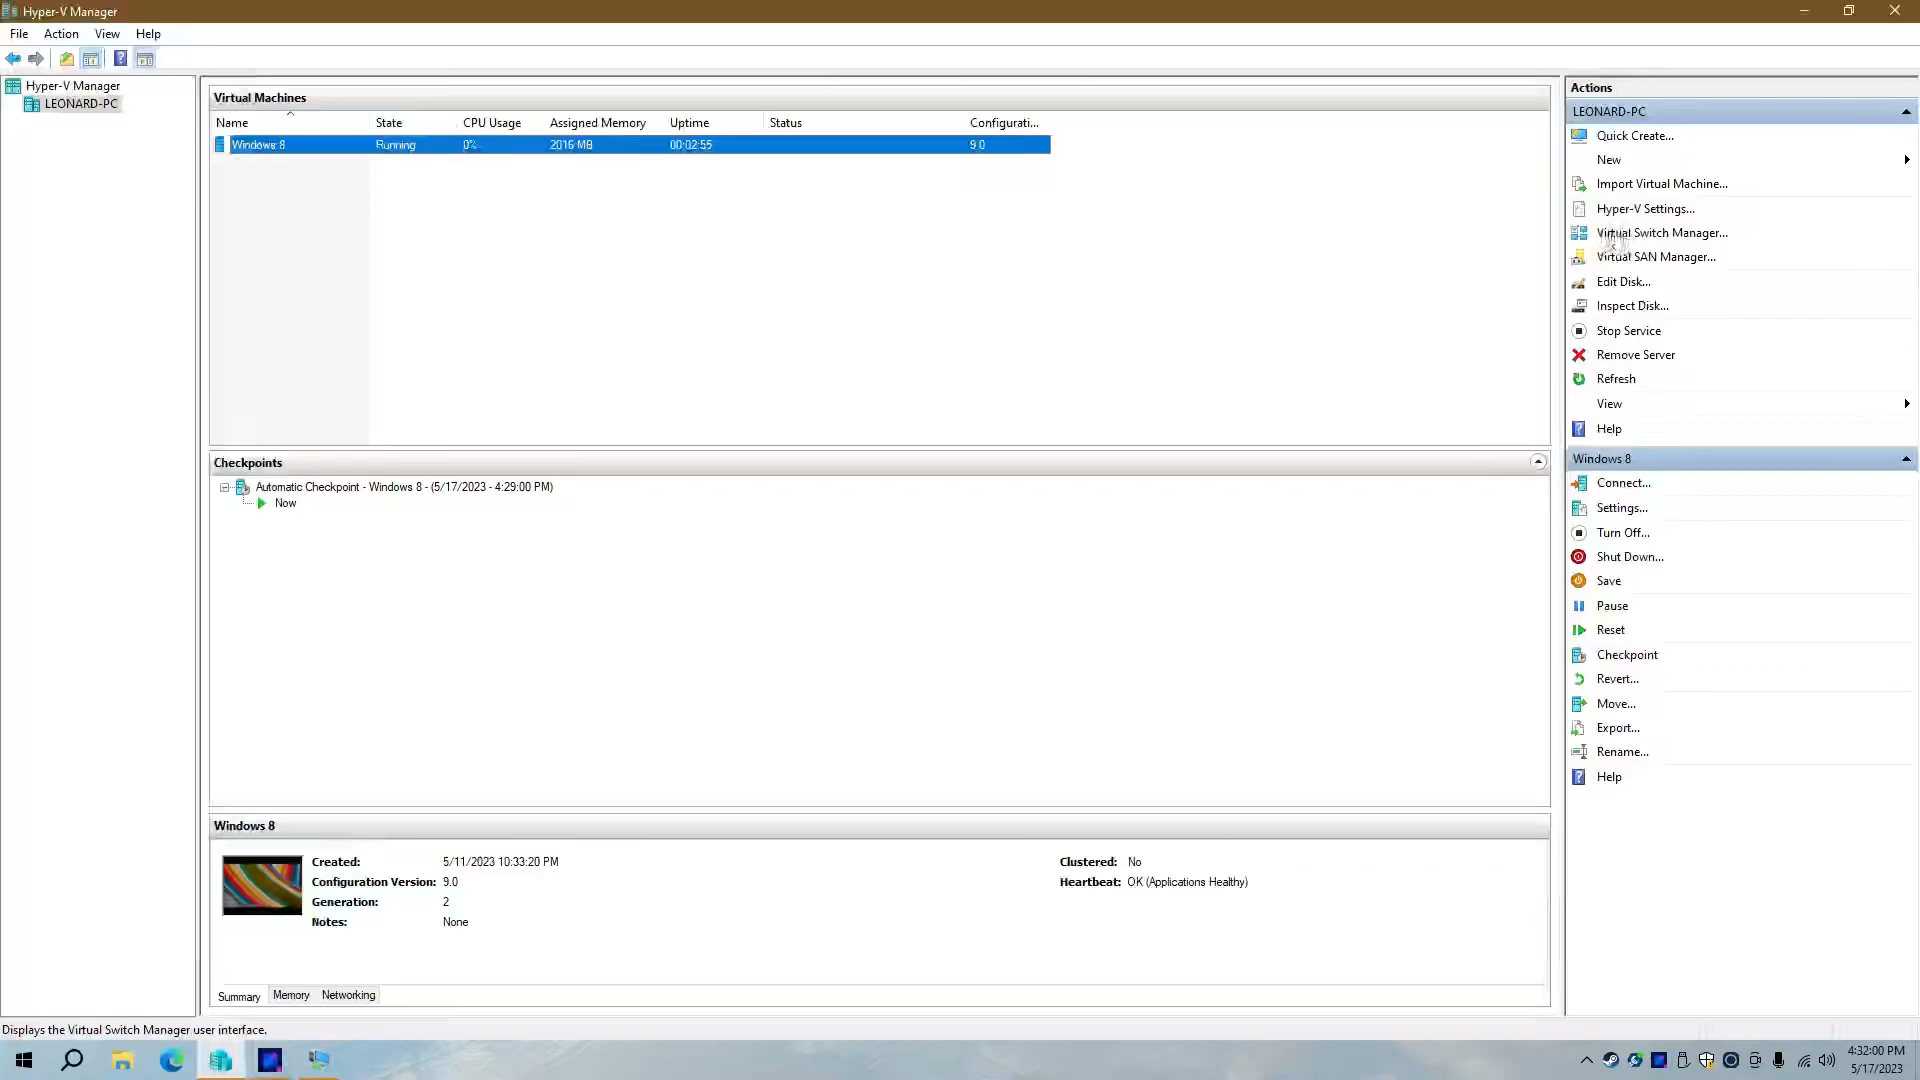 Hyper-V Manager
File Action View Help
Hyper-V Manager
LEONARD-PC
Virtual Machines
Name State CPU Usage Assigned Memory Uptime Status Configurati...
Windows 8 Running 0% 2016 MB 00:02:55 9.0
Checkpoints
Automatic Checkpoint - Windows 8 - (5/17/2023 - 4:29:00 PM)
Now
Windows 8
Created: 5/11/2023 10:33:20 PM Clustered: No
Configuration Version: 9.0 Heartbeat: OK (Applications Healthy)
Generation: 2
Notes: None
Summary Memory Networking
Actions
LEONARD-PC
Quick Create...
New
Import Virtual Machine...
Hyper-V Settings...
Virtual Switch Manager...
Virtual SAN Manager...
Edit Disk...
Inspect Disk...
Stop Service
Remove Server
Refresh
View
Help
Windows 8
Connect...
Settings...
Turn Off...
Shut Down...
Save
Pause
Reset
Checkpoint
Revert...
Move...
Export...
Rename...
Help
Displays the Virtual Switch Manager user interface.
4:32:00 PM
5/17/2023